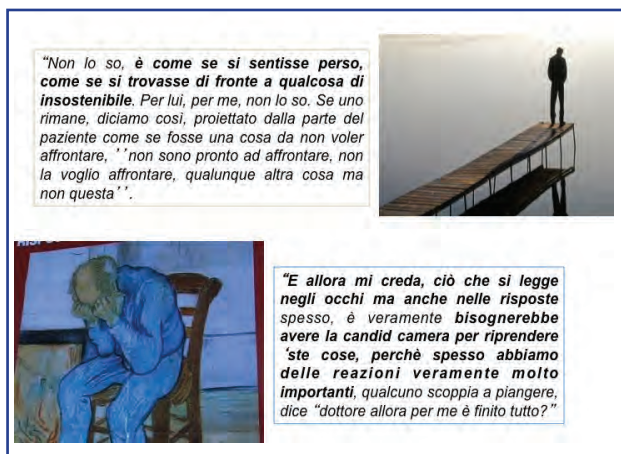 “Non lo so, è come se si sentisse perso,
come se si trovasse di fronte a qualcosa di
insostenibile. Per lui, per me, non lo so. Se uno
rimane, diciamo così, proiettato dalla parte del
paziente come se fosse una cosa da non voler
affrontare, ‘‘non sono pronto ad affrontare, non
la voglio affrontare, qualunque altra cosa ma
non questa’’.
“E allora mi creda, ciò che si legge
negli occhi ma anche nelle risposte
spesso, è veramente bisognerebbe
avere la candid camera per riprendere
‘ste cose, perchè spesso abbiamo
delle reazioni veramente molto
importanti, qualcuno scoppia a piangere,
dice “dottore allora per me è finito tutto?”